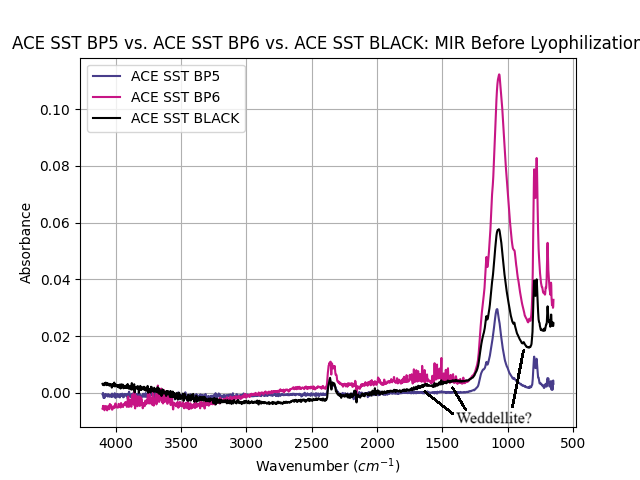 ACE SST BP5 vs. ACE SST BP6 vs. ACE SST BLACK: MIR Before Lyophilization
ACE SST BP5
ACE SST BP6
ACE SST BLACK
Absorbance
0.10
0.08
0.06
0.04
0.02
0.00
Weddellite?
4000 3500 3000 2500 2000 1500 1000 500
Wavenumber (cm⁻¹)